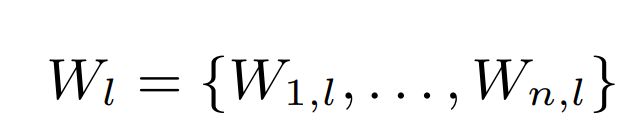 W_l = {W_{1,l}, . . . , W_{n,l}}